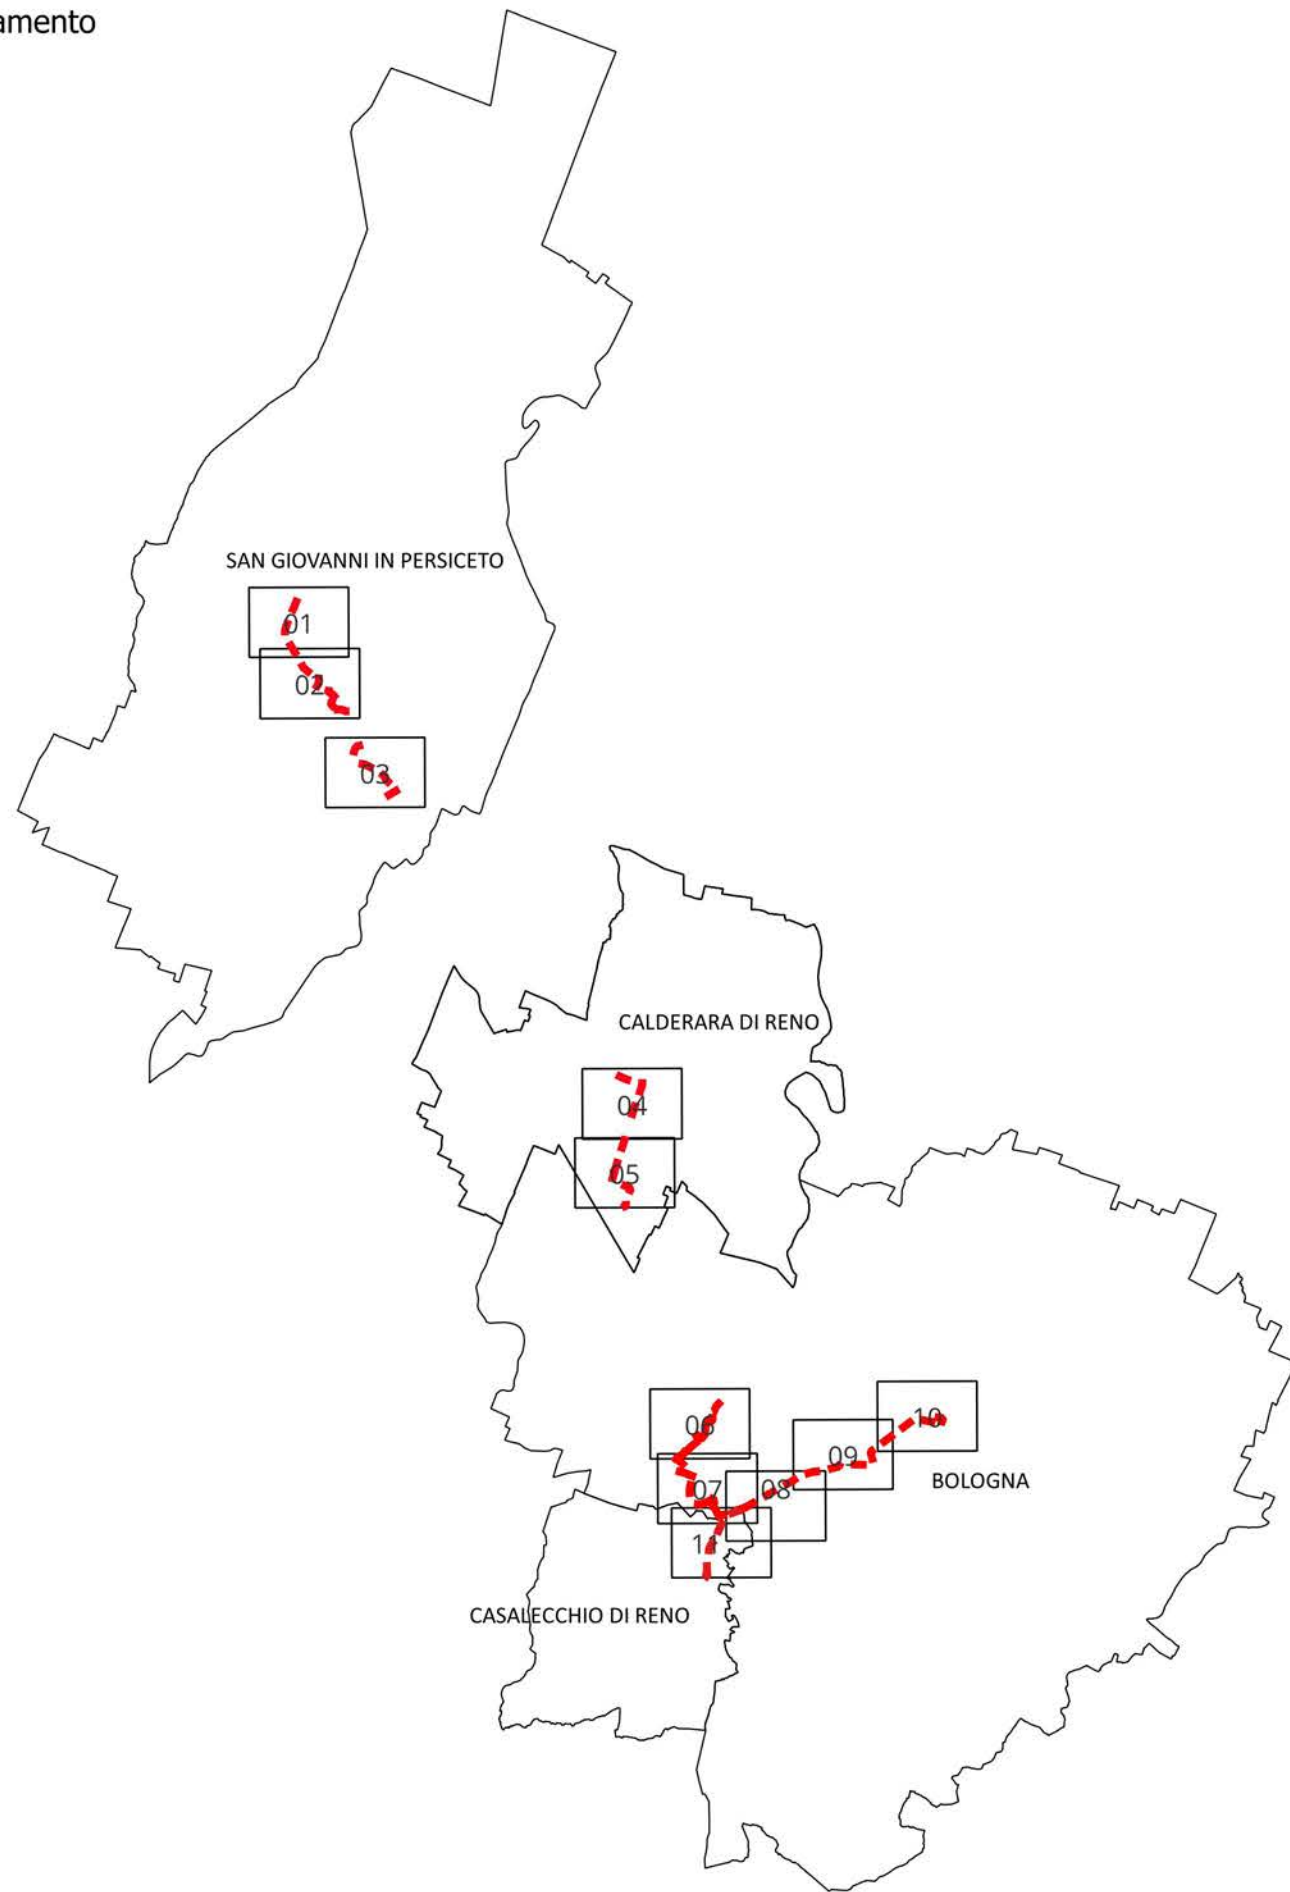 amento
SAN GIOVANNI IN PERSICETO
01
02
03
CALDERARA DI RENO
04
05
06
10
09
07
08
BOLOGNA
11
CASALECCHIO DI RENO